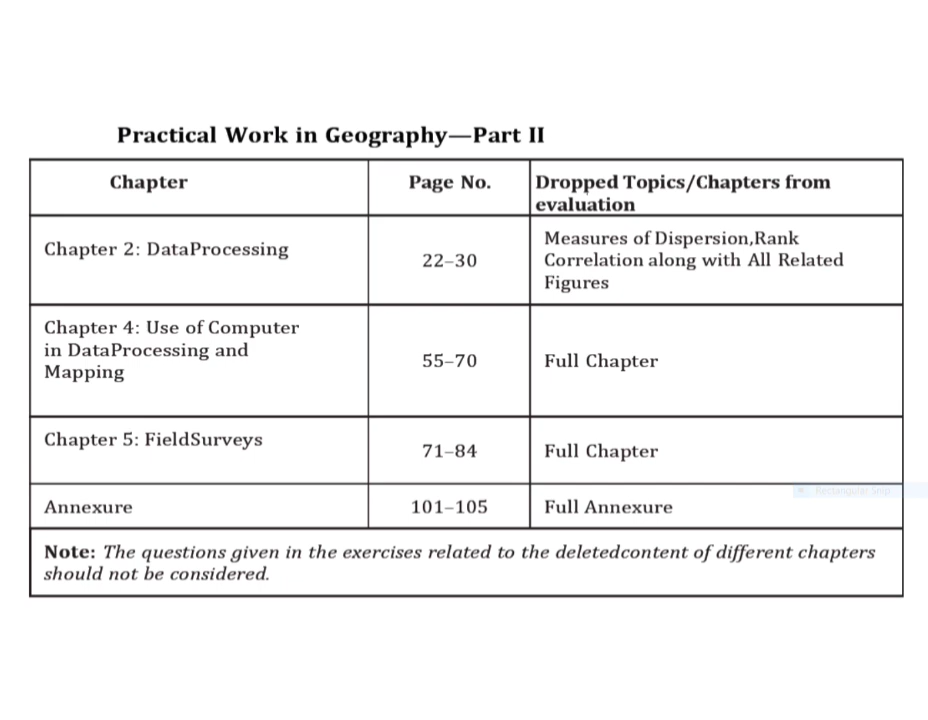 Practical Work in Geography—Part II
Chapter
Page No.
Dropped Topics/Chapters from
evaluation
Chapter 2: DataProcessing
22–30
Measures of Dispersion,Rank
Correlation along with All Related
Figures
Chapter 4: Use of Computer
in DataProcessing and
Mapping
55–70
Full Chapter
Chapter 5: FieldSurveys
71–84
Full Chapter
Annexure
101–105
Full Annexure
Rectangular Snip
Note: The questions given in the exercises related to the deletedcontent of different chapters
should not be considered.